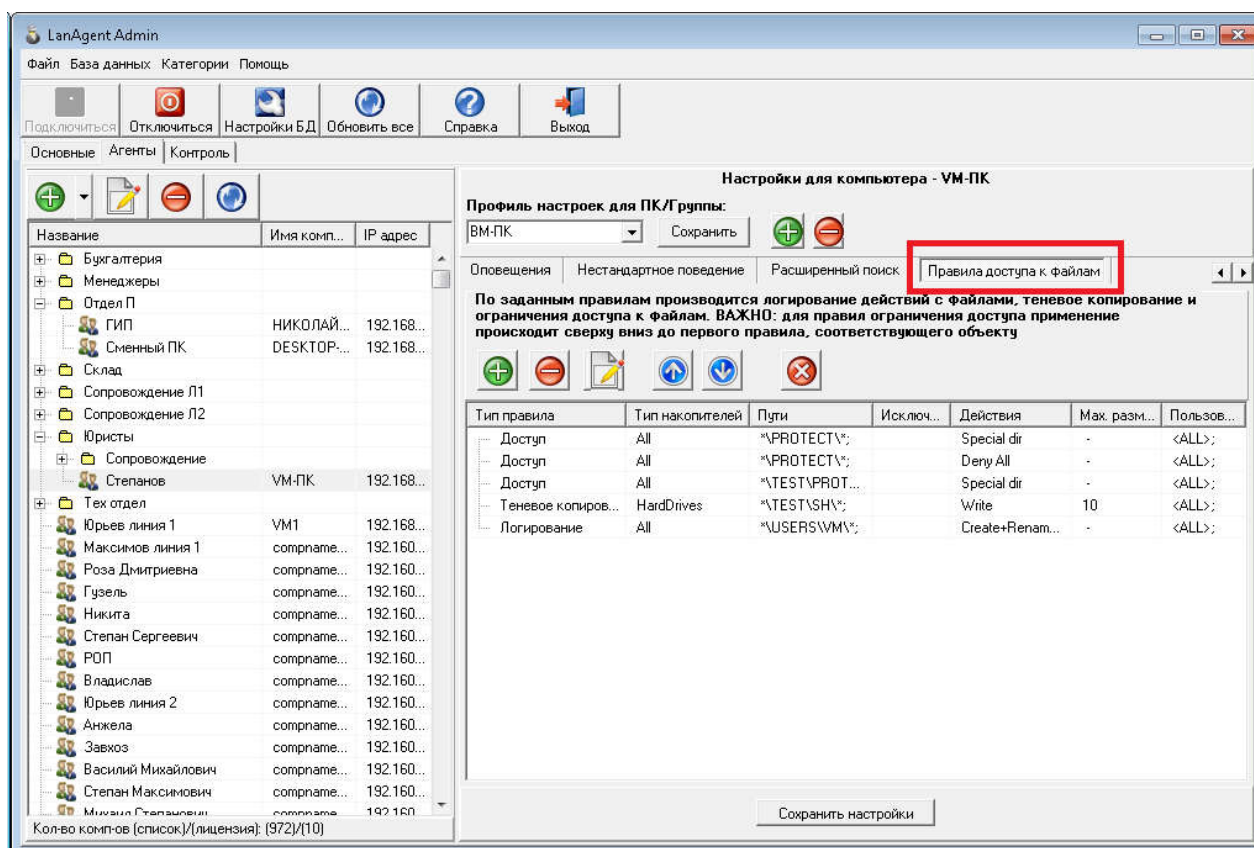 LanAgent Admin
Файл База данных Категории Помощь
Подключиться Отключиться Настройки БД Обновить все Справка Выход
Основные Агенты Контроль
Настройки для компьютера - VM-ПК
Профиль настроек для ПК/Группы:
ВМ-ПК Сохранить
Оповещения Нестандартное поведение Расширенный поиск Правила доступа к файлам
По заданным правилам производится логирование действий с файлами, теневое копирование и
ограничения доступа к файлам. ВАЖНО: для правил ограничения доступа применение
происходит сверху вниз до первого правила, соответствующего объекту
Тип правила Тип накопителей Пути Исключ... Действия Мах. разм... Пользов...
Доступ All *\PROTECT\*; Special dir - <ALL>;
Доступ All *\PROTECT\*; Deny All - <ALL>;
Доступ All *\TEST\PROT... Special dir - <ALL>;
Теневое копиров... HardDrives *\TEST\SH\*; Write 10 <ALL>;
Логирование All *\USERS\VM\*; Create+Renam... - <ALL>;
Сохранить настройки
Название Имя комп... IP адрес
Бухгалтерия
Менеджеры
Отдел П
ГИП НИКОЛАЙ... 192.168...
Сменный ПК DESKTOP-... 192.168...
Склад
Сопровождение Л1
Сопровождение Л2
Юристы
Сопровождение
Степанов VM-ПК 192.168...
Тех отдел
Юрьев линия 1 VM1 192.168...
Максимов линия 1 compname... 192.160...
Роза Дмитриевна compname... 192.160...
Гузель compname... 192.160...
Никита compname... 192.160...
Степан Сергеевич compname... 192.160...
РОП compname... 192.160...
Владислав compname... 192.160...
Юрьев линия 2 compname... 192.160...
Анжела compname... 192.160...
Завхоз compname... 192.160...
Василий Михайлович compname... 192.160...
Степан Максимович compname... 192.160...
Михаил Степанович compname 192 160
Кол-во комп-ов (список)/(лицензия): (972)/(10)